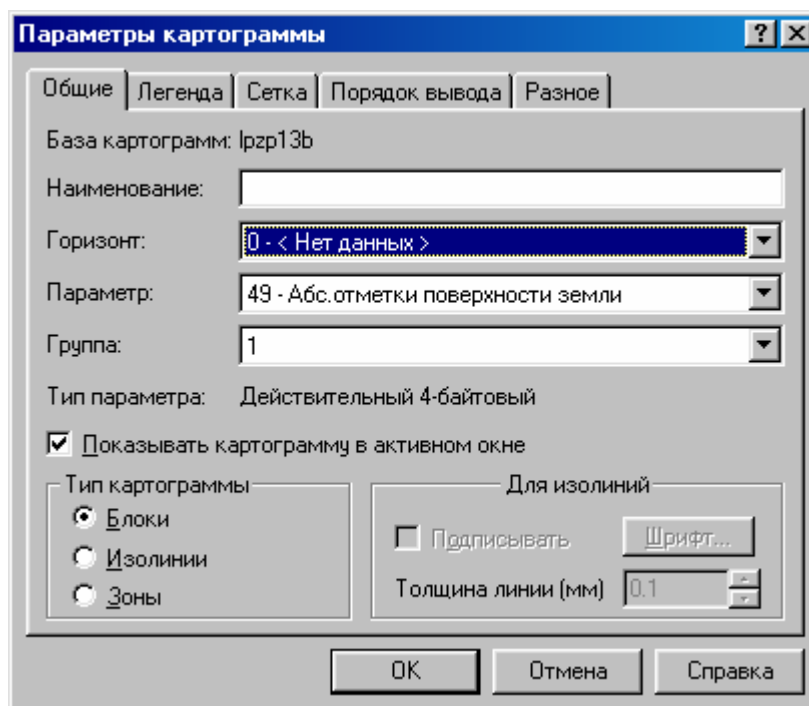 Параметры картограммы
Общие Легенда Сетка Порядок вывода Разное
База картограмм: lpzp13b
Наименование:
Горизонт: 0 - < Нет данных >
Параметр: 49 - Абс.отметки поверхности земли
Группа: 1
Тип параметра: Действительный 4-байтовый
Показывать картограмму в активном окне
Тип картограммы
Блоки
Изолинии
Зоны
Для изолиний
Подписывать Шрифт...
Толщина линии (мм) 0.1
ОК Отмена Справка